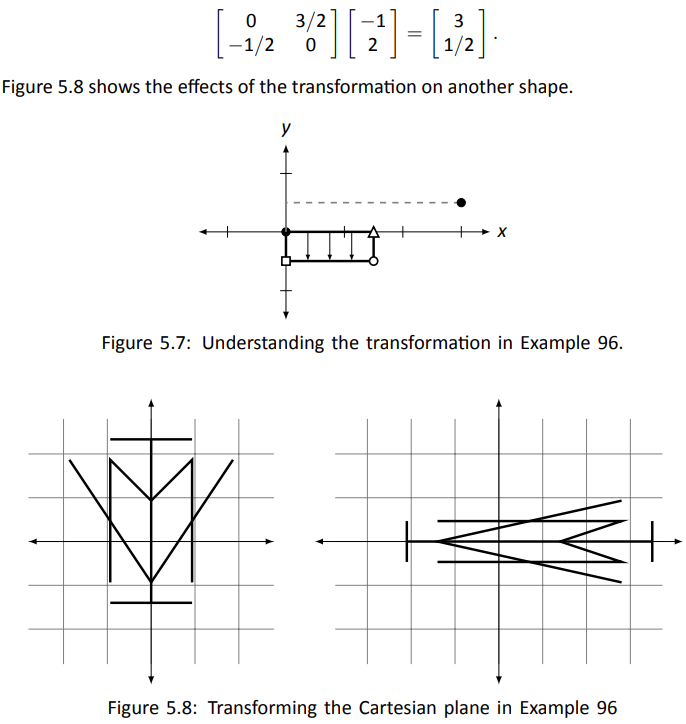 [0 3/2; −1/2 0] [−1; 2] = [3; 1/2].
Figure 5.8 shows the effects of the transformation on another shape.
y
x
Figure 5.7: Understanding the transformation in Example 96.
Figure 5.8: Transforming the Cartesian plane in Example 96